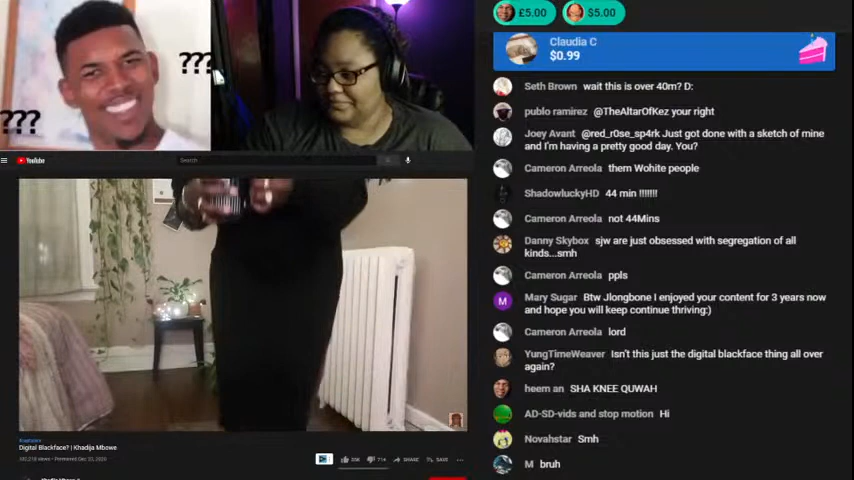 £5.00 $5.00
Claudia C
$0.99
???
???
YouTube
Search
Seth Brown wait this is over 40m? D:
publo ramirez @TheAltarOfKez your right
Joey Avant @red_r0se_sp4rk Just got done with a sketch of mine
and I'm having a pretty good day. You?
Cameron Arreola them Wohite people
ShadowluckyHD 44 min !!!!!!!
Cameron Arreola not 44Mins
Danny Skybox sjw are just obsessed with segregation of all
kinds...smh
Cameron Arreola ppls
M
Mary Sugar Btw Jlongbone I enjoyed your content for 3 years now
and hope you will keep continue thriving:)
Cameron Arreola lord
YungTimeWeaver Isn't this just the digital blackface thing all over
again?
heem an SHA KNEE QUWAH
AD-SD-vids and stop motion Hi
Novahstar Smh
M bruh
Digital Blackface? | Khadija Mbowe
714 SHARE SAVE